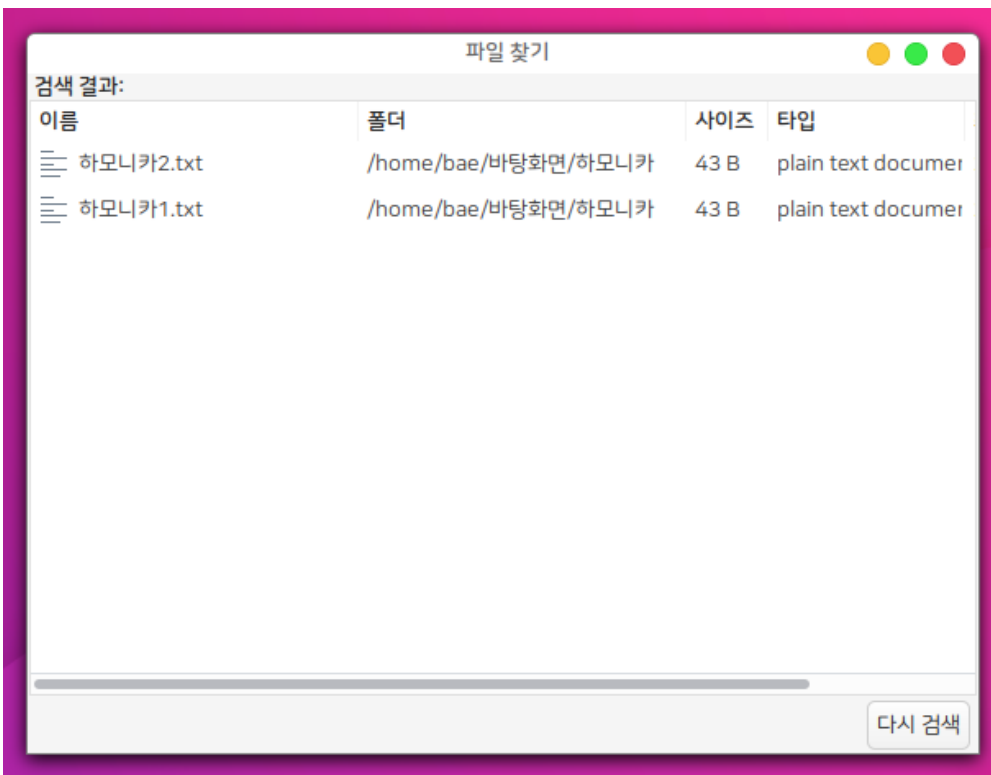 파일 찾기
검색 결과:
이름 폴더 사이즈 타입
하모니카2.txt /home/bae/바탕화면/하모니카 43 B plain text documer
하모니카1.txt /home/bae/바탕화면/하모니카 43 B plain text documer
다시 검색